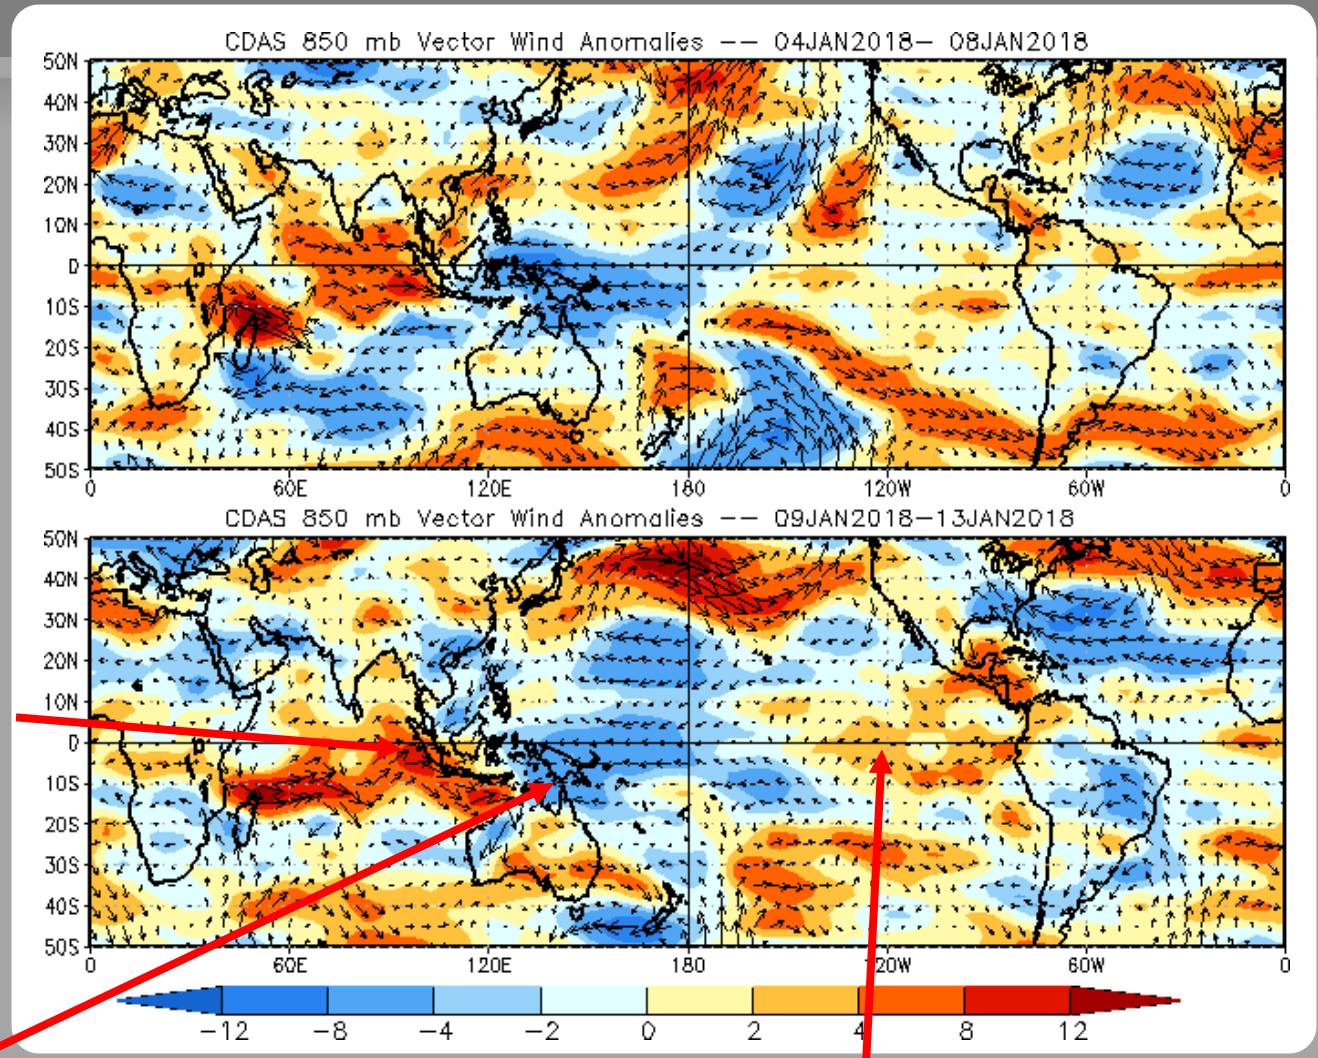 CDAS 850 mb Vector Wind Anomalies -- 04JAN2018- 08JAN2018
50N
40N
30N
20N
10N
0
10S
20S
30S
40S
50S
0 60E 120E 180 120W 60W 0
CDAS 850 mb Vector Wind Anomalies -- 09JAN2018-13JAN2018
50N
40N
30N
20N
10N
0
10S
20S
30S
40S
50S
0 60E 120E 180 120W 60W 0
-12 -8 -4 -2 0 2 4 8 12